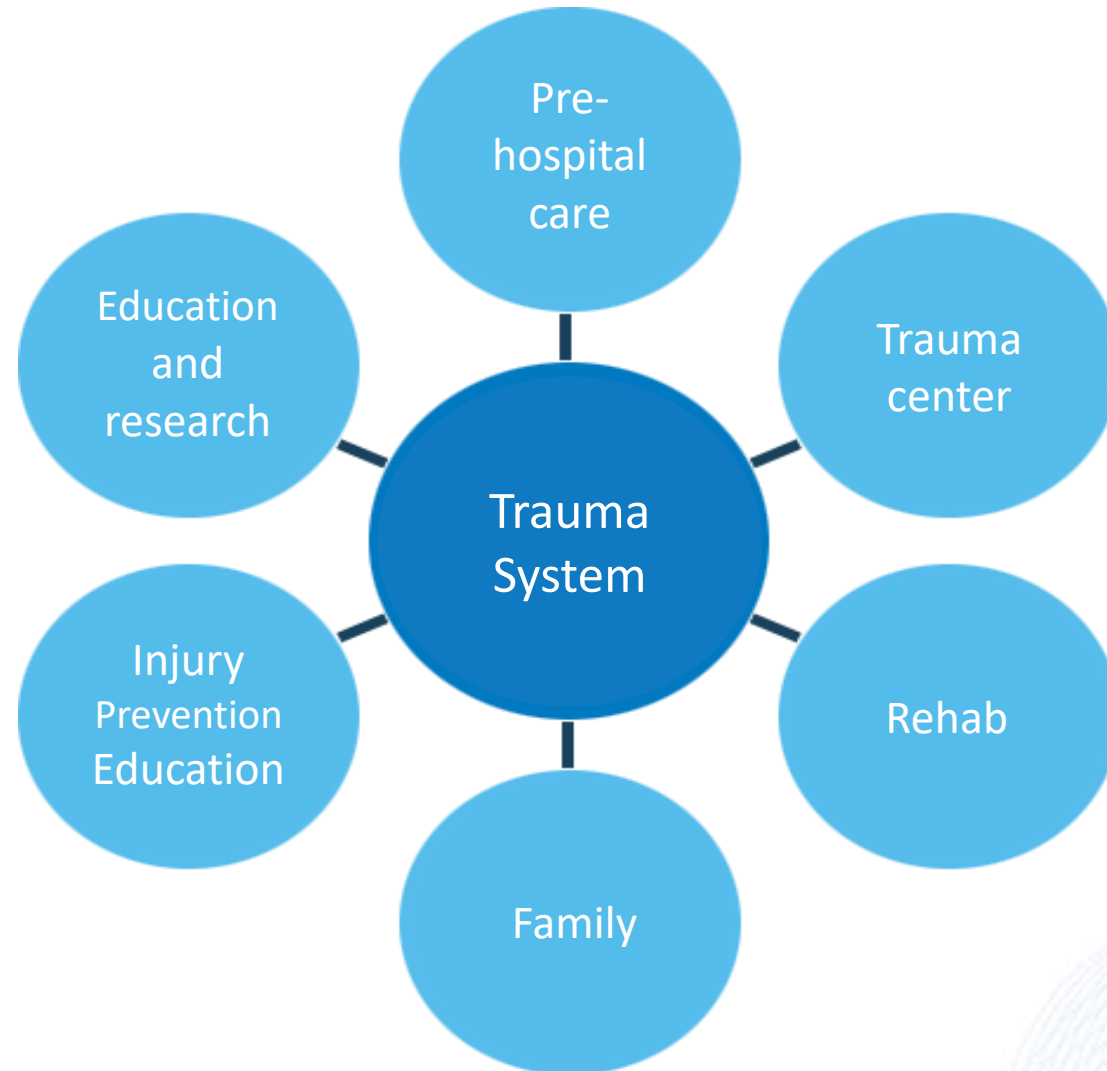 Pre-
hospital
care
Trauma
center
Rehab
Family
Injury
Prevention
Education
Education
and
research
Trauma
System